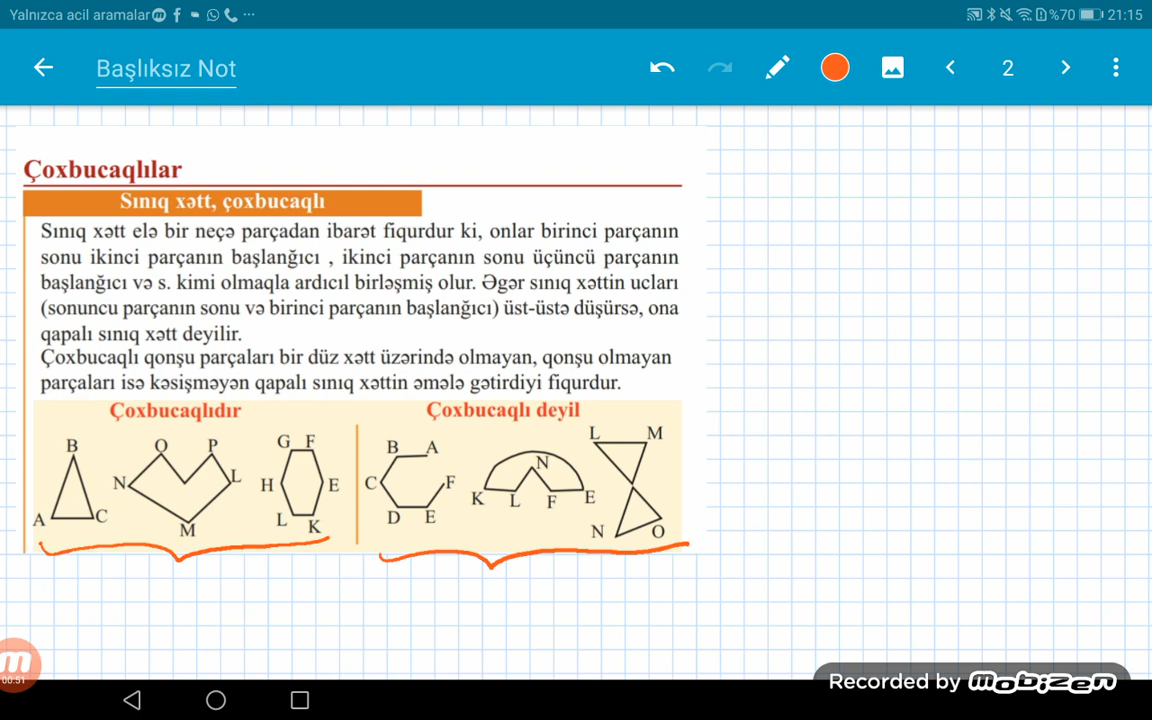 Yalnızca acil aramalar
%70 21:15
Başlıksız Not
2
Çoxbucaqlılar
Sınıq xətt, çoxbucaqlı
Sınıq xətt elə bir neçə parçadan ibarət fiqurdur ki, onlar birinci parçanın
sonu ikinci parçanın başlanğıcı , ikinci parçanın sonu üçüncü parçanın
başlanğıcı və s. kimi olmaqla ardıcıl birləşmiş olur. Əgər sınıq xəttin ucları
(sonuncu parçanın sonu və birinci parçanın başlanğıcı) üst-üstə düşürsə, ona
qapalı sınıq xətt deyilir.
Çoxbucaqlı qonşu parçaları bir düz xətt üzərində olmayan, qonşu olmayan
parçaları isə kəsişməyən qapalı sınıq xəttin əmələ gətirdiyi fiqurdur.
Çoxbucaqlıdır
A B C
N O P L M
G F H E L K
Çoxbucaqlı deyil
B A C F D E
N K L F E
L M N O
00:51
Recorded by mobizen